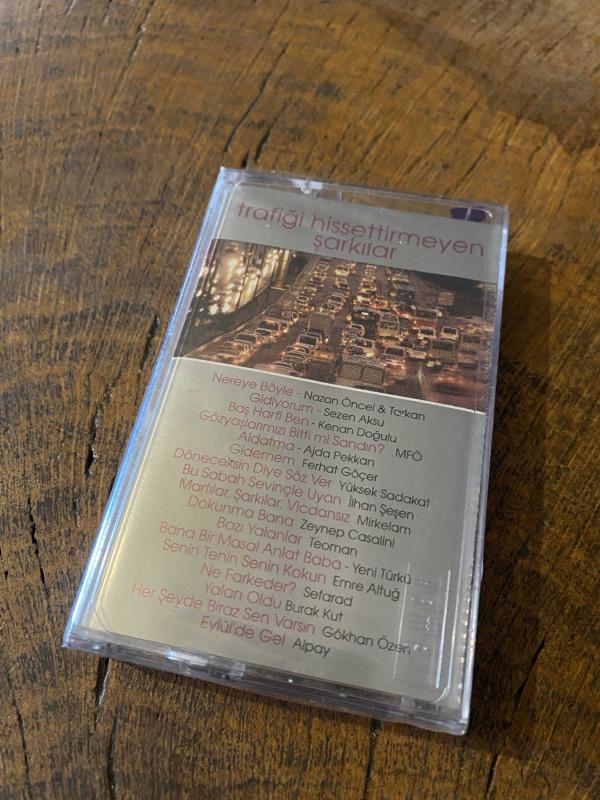 trafiği hissettirmeyen
şarkılar
Nereye Böyle - Nazan Öncel & Tarkan
Gidiyorum - Sezen Aksu
Baş Harfi Ben - Kenan Doğulu
Gözyaşlarımızı Bitti mi Sandın? MFÖ
Aldatma - Ajda Pekkan
Gidemem Ferhat Göçer
Döneceksin Diye Söz Ver Yüksek Sadakat
Bu Sabah Sevinçle Uyan İlhan Şeşen
Martılar, Şarkılar, Vicdansız Mirkelam
Dokunma Bana Zeynep Casalini
Bazı Yalanlar Teoman
Bana Bir Masal Anlat Baba - Yeni Türkü
Senin Tenin Senin Kokun Emre Altuğ
Ne Farkeder? Sefarad
Yalan Oldu Burak Kut
Her Şeyde Biraz Sen Varsın Gökhan Özen
Eylül'de Gel Alpay